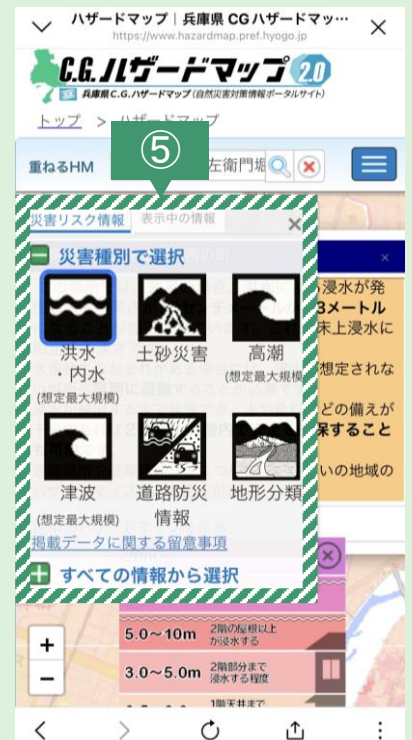 ハザードマップ｜兵庫県 CGハザードマッ…
https://www.hazardmap.pref.hyogo.jp
C.G.ハザードマップ 2.0
兵庫県C.G.ハザードマップ(自然災害対策情報ポータルサイト)
トップ > ハザードマップ
⑤
重ねるHM
左衛門堀
災害リスク情報
表示中の情報
災害種別で選択
洪水
・内水
(想定最大規模)
土砂災害
高潮
(想定最大規模)
津波
(想定最大規模)
道路防災
情報
地形分類
掲載データに関する留意事項
すべての情報から選択
浸水が発
3メートル
床上浸水に
想定されな
どの備えが
保すること
いの地域の
5.0～10m 2階の屋根以上
が浸水する
3.0～5.0m 2階部分まで
浸水する程度
1階天井まで